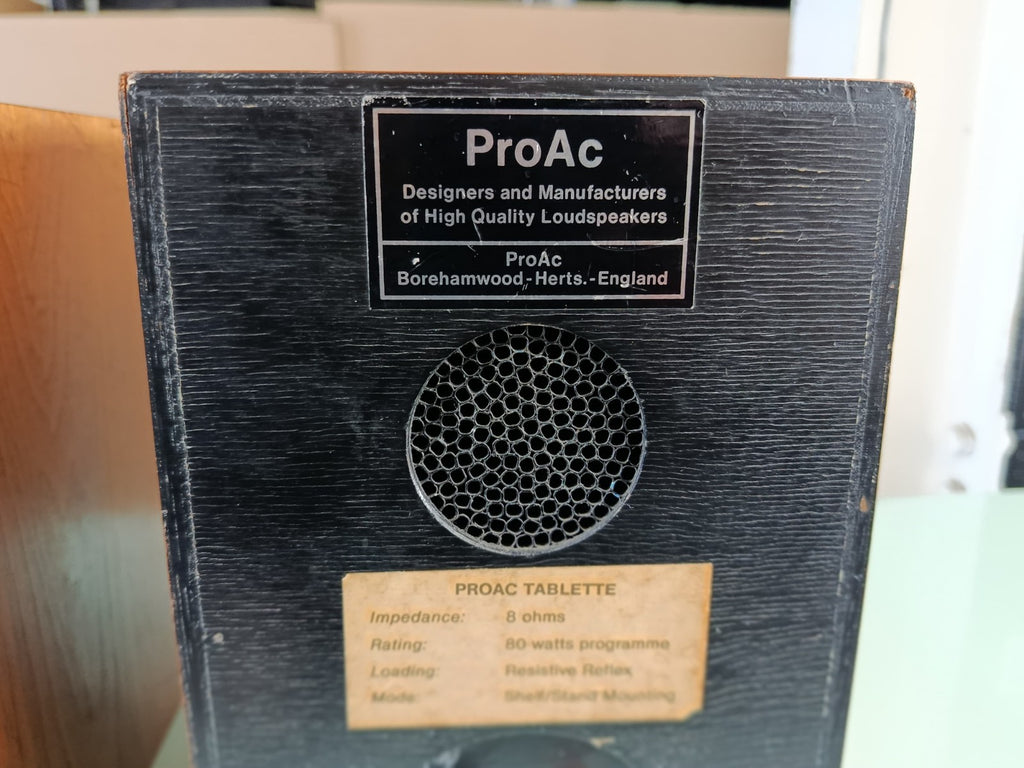 ProAc
Designers and Manufacturers
of High Quality Loudspeakers
ProAc
Borehamwood-Herts.-England
PROAC TABLETTE
Impedance: 8 ohms
Rating: 80 watts programme
Loading: Resistive Reflex
Mode: Shelf/Stand Mounting